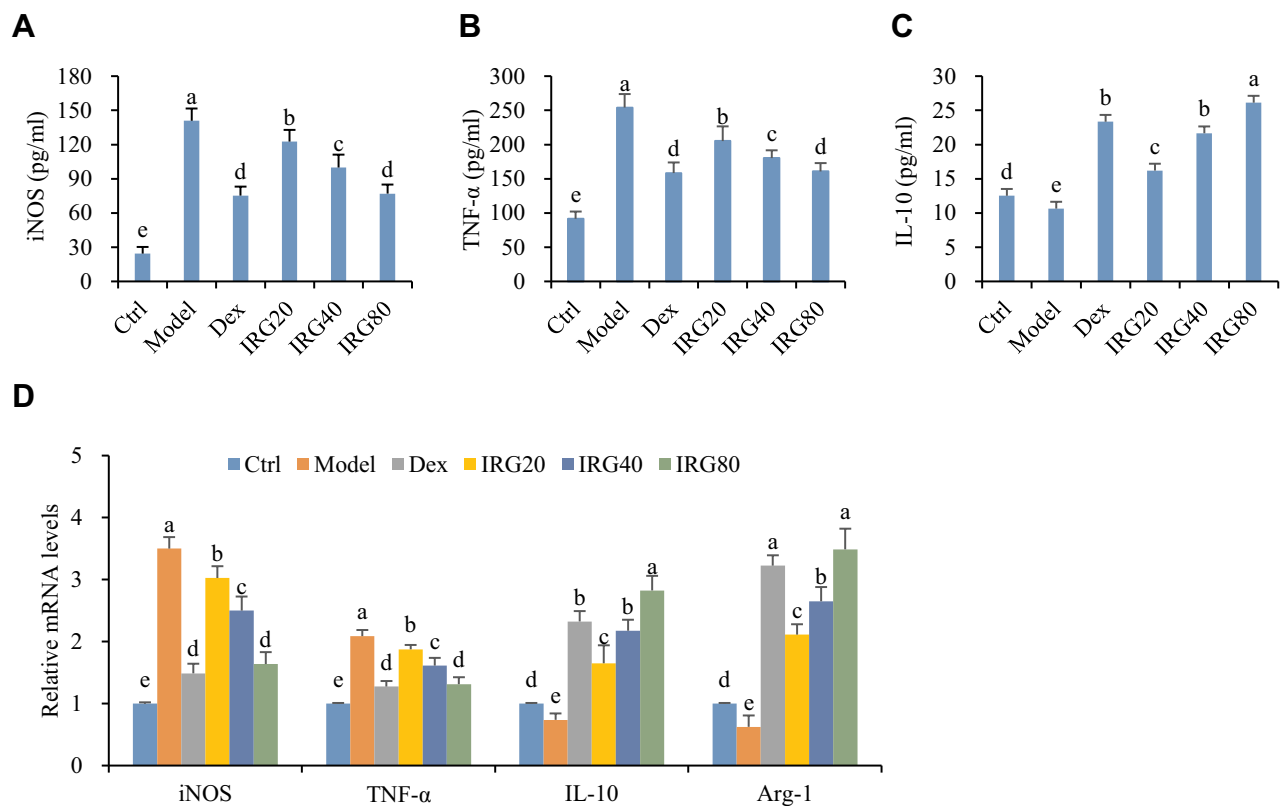 A
iNOS (pg/ml)
180
150
120
90
60
30
0
e
a
d
b
c
d
Ctrl
Model
Dex
IRG20
IRG40
IRG80
B
TNF-α (pg/ml)
300
250
200
150
100
50
0
e
a
d
b
c
d
Ctrl
Model
Dex
IRG20
IRG40
IRG80
C
IL-10 (pg/ml)
30
25
20
15
10
5
0
d
e
b
c
b
a
Ctrl
Model
Dex
IRG20
IRG40
IRG80
D
Relative mRNA levels
5
4
3
2
1
0
Ctrl Model Dex IRG20 IRG40 IRG80
e a d b c d
e a d b c d
d e b c b a
d e a c b a
iNOS TNF-α IL-10 Arg-1